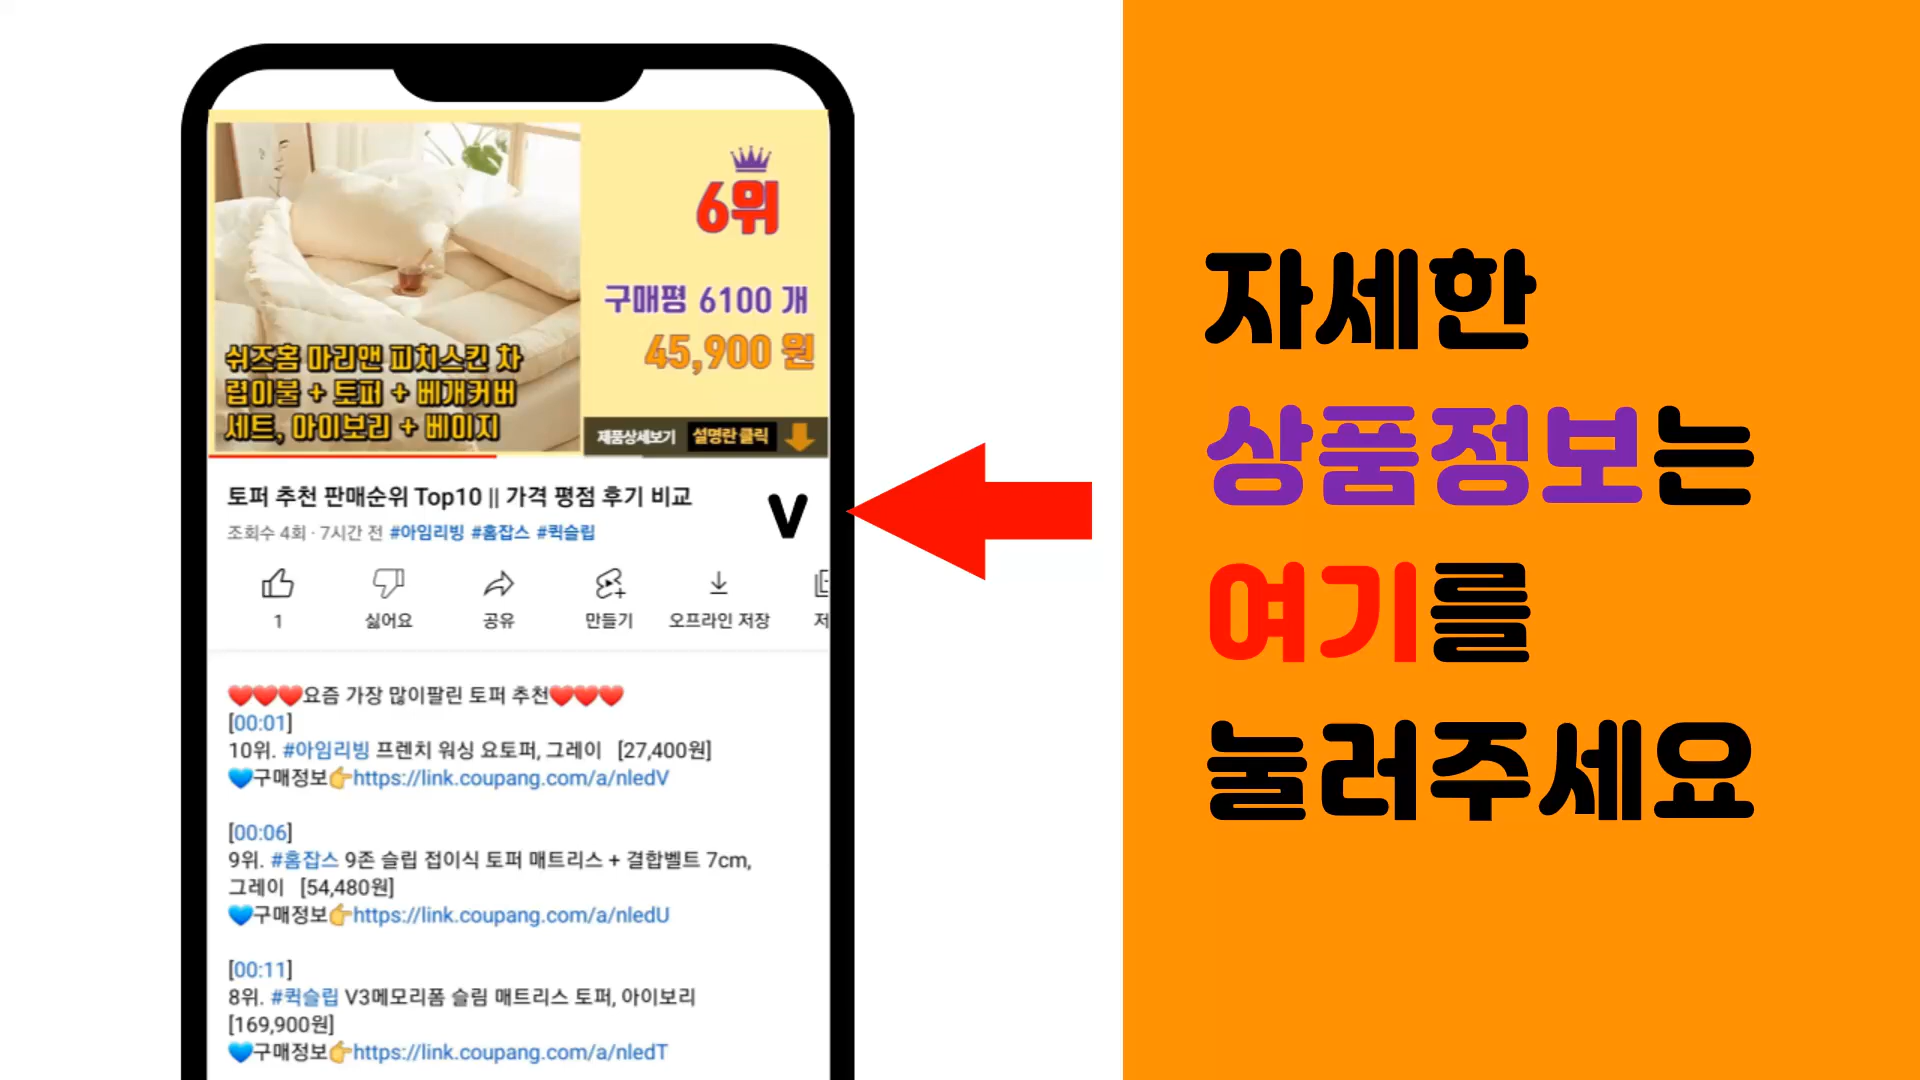 6위
구매평 6100 개
45,900 원
쉬즈홈 마리앤 피치스킨 차
렵이불 + 토퍼 + 베개커버
세트, 아이보리 + 베이지
제품상세보기 설명란 클릭
토퍼 추천 판매순위 Top10 || 가격 평점 후기 비교
V
조회수 4회 · 7시간 전 #아임리빙 #홈잡스 #퀵슬립
1 싫어요 공유 만들기 오프라인 저장 저
❤️❤️❤️요즘 가장 많이팔린 토퍼 추천❤️❤️❤️
[00:01]
10위. #아임리빙 프렌치 워싱 요토퍼, 그레이 [27,400원]
💙구매정보👉https://link.coupang.com/a/nledV
[00:06]
9위. #홈잡스 9존 슬립 접이식 토퍼 매트리스 + 결합벨트 7cm,
그레이 [54,480원]
💙구매정보👉https://link.coupang.com/a/nledU
[00:11]
8위. #퀵슬립 V3메모리폼 슬림 매트리스 토퍼, 아이보리
[169,900원]
💙구매정보👉https://link.coupang.com/a/nledT
자세한
상품정보는
여기를
눌러주세요